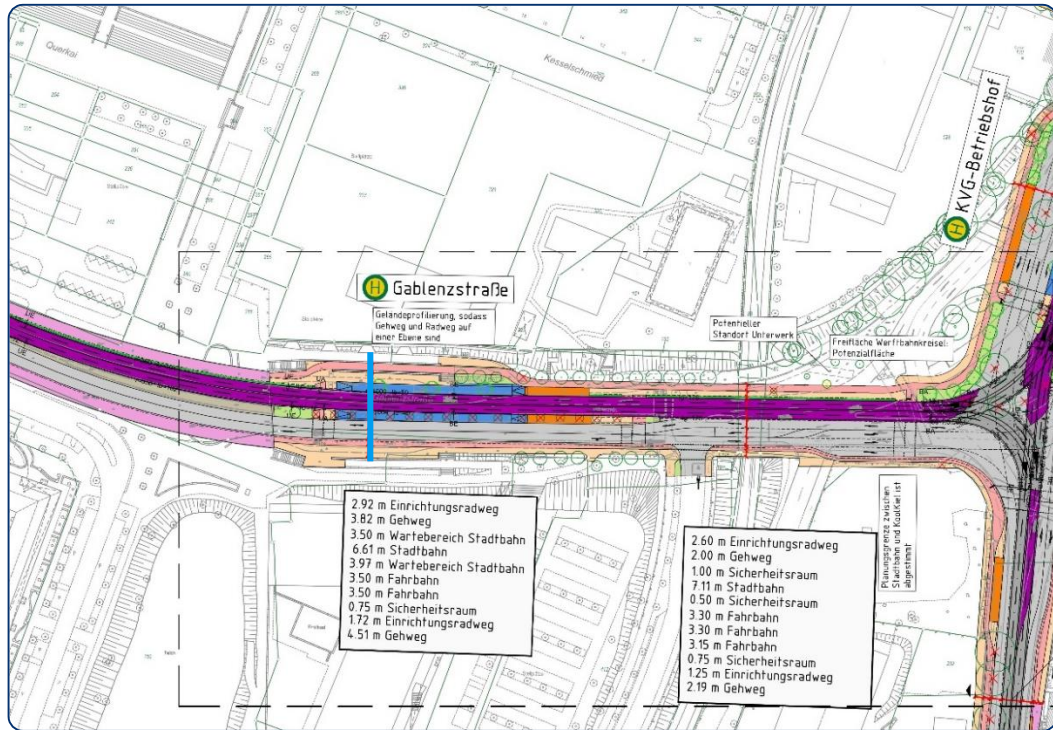 Querkai
Kesselschmied
H KVG-Betriebshof
H Gablenzstraße
Geländeprofilierung, sodass
Gehweg und Radweg auf
einer Ebene sind
Potentieller
Standort Unterwerk
Freifläche Werftbahnkreisel:
Potenzialfläche
Planungsgrenze zwischen
Stadtbahn und KoolKiel ist
abgestimmt
2.92 m Einrichtungsradweg
3.82 m Gehweg
3.50 m Wartebereich Stadtbahn
6.61 m Stadtbahn
3.97 m Wartebereich Stadtbahn
3.50 m Fahrbahn
3.50 m Fahrbahn
0.75 m Sicherheitsraum
1.72 m Einrichtungsradweg
4.51 m Gehweg
2.60 m Einrichtungsradweg
2.00 m Gehweg
1.00 m Sicherheitsraum
7.11 m Stadtbahn
0.50 m Sicherheitsraum
3.30 m Fahrbahn
3.30 m Fahrbahn
3.15 m Fahrbahn
0.75 m Sicherheitsraum
1.25 m Einrichtungsradweg
2.19 m Gehweg